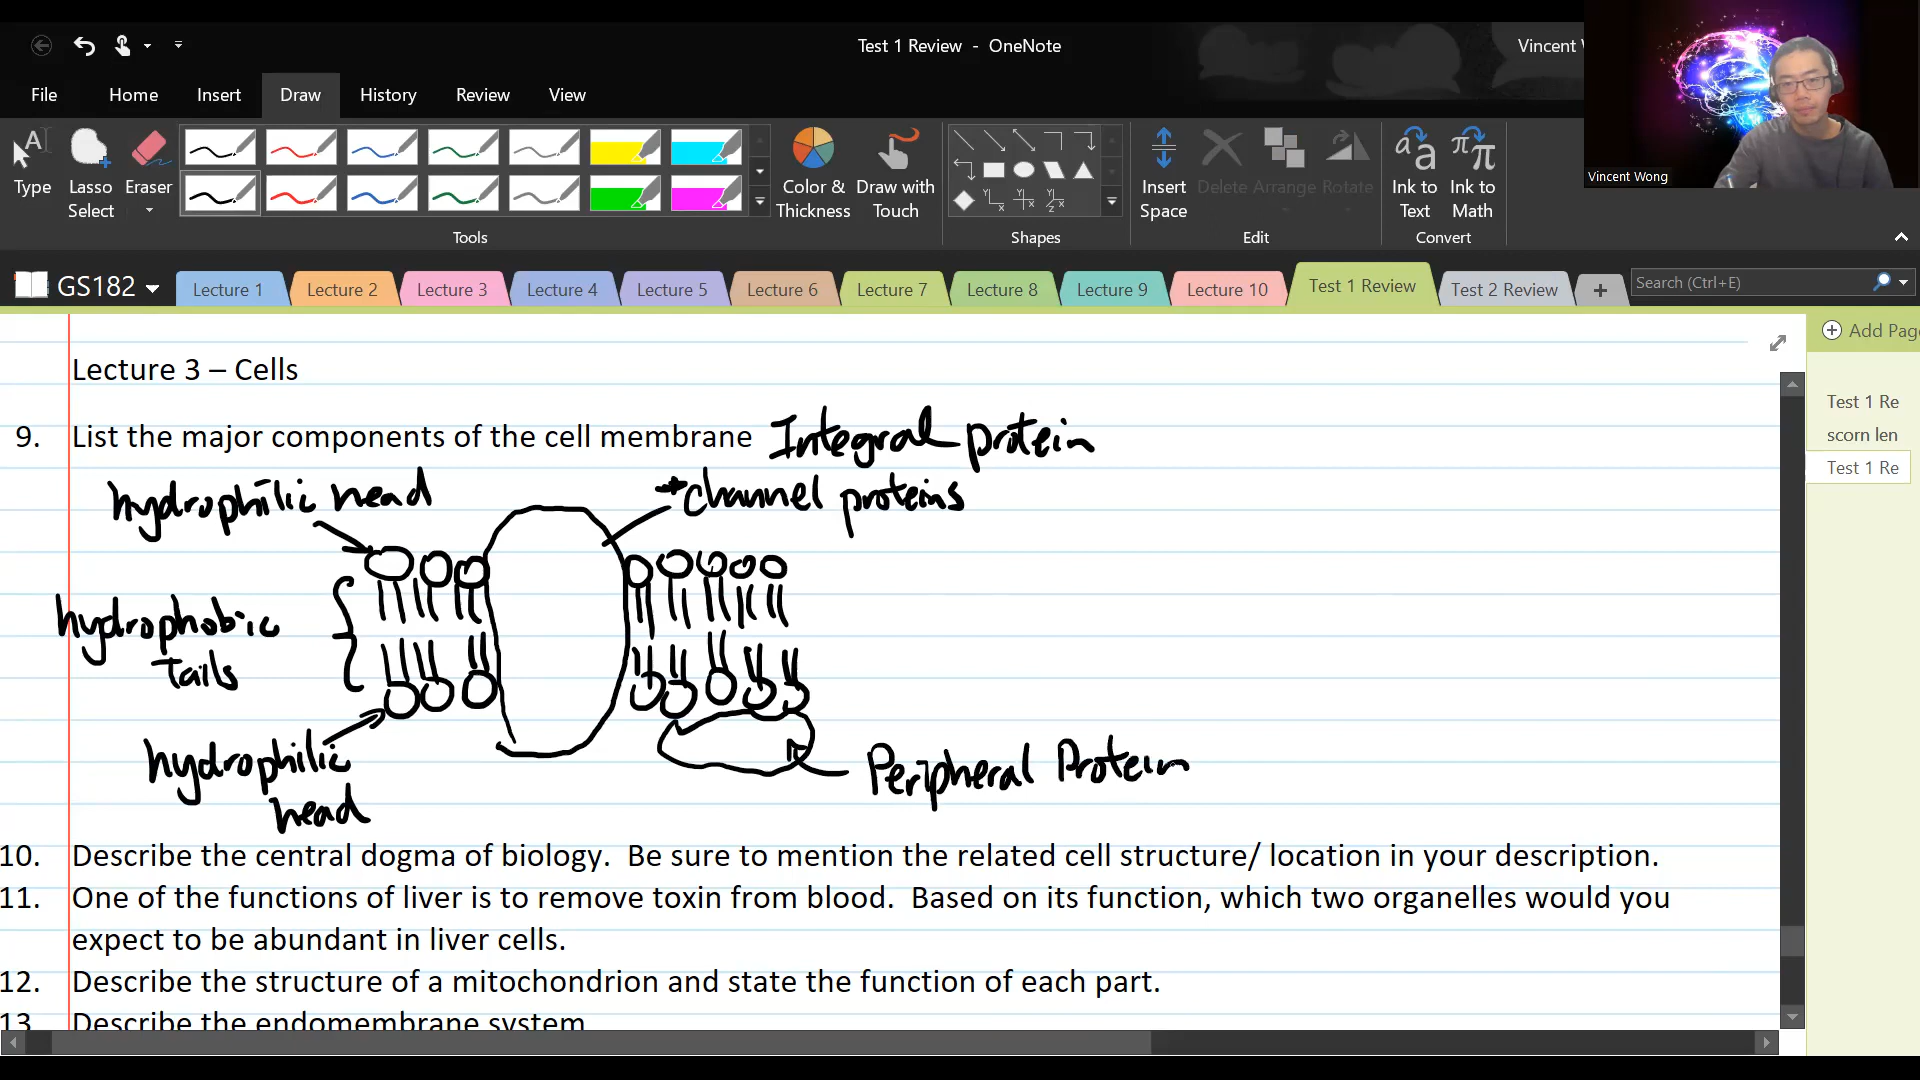 Test 1 Review - OneNote
Vincent
File Home Insert Draw History Review View
Type
Lasso Select
Eraser
Color & Thickness
Draw with Touch
Insert Space
Delete Arrange Rotate
Ink to Text
Ink to Math
Tools
Shapes
Edit
Convert
Vincent Wong
GS182
Lecture 1 Lecture 2 Lecture 3 Lecture 4 Lecture 5 Lecture 6 Lecture 7 Lecture 8 Lecture 9 Lecture 10 Test 1 Review Test 2 Review
Search (Ctrl+E)
Add Pag
Test 1 Re
scorn len
Test 1 Re
Lecture 3 – Cells
9. List the major components of the cell membrane Integral protein
hydrophilic head
channel proteins
hydrophobic
Tails
hydrophilic
head
Peripheral Protein
10. Describe the central dogma of biology. Be sure to mention the related cell structure/ location in your description.
11. One of the functions of liver is to remove toxin from blood. Based on its function, which two organelles would you
expect to be abundant in liver cells.
12. Describe the structure of a mitochondrion and state the function of each part.
13. Describe the endomembrane system